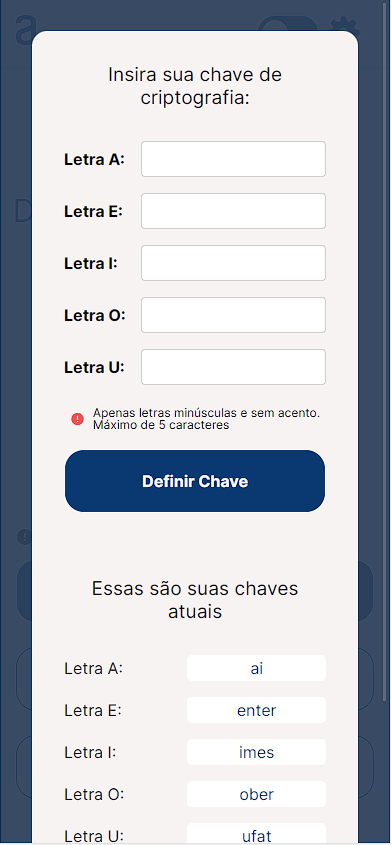 Insira sua chave de
criptografia:
Letra A:
Letra E:
Letra I:
Letra O:
Letra U:
Apenas letras minúsculas e sem acento.
Máximo de 5 caracteres
Definir Chave
Essas são suas chaves
atuais
Letra A: ai
Letra E: enter
Letra I: imes
Letra O: ober
Letra U: ufat